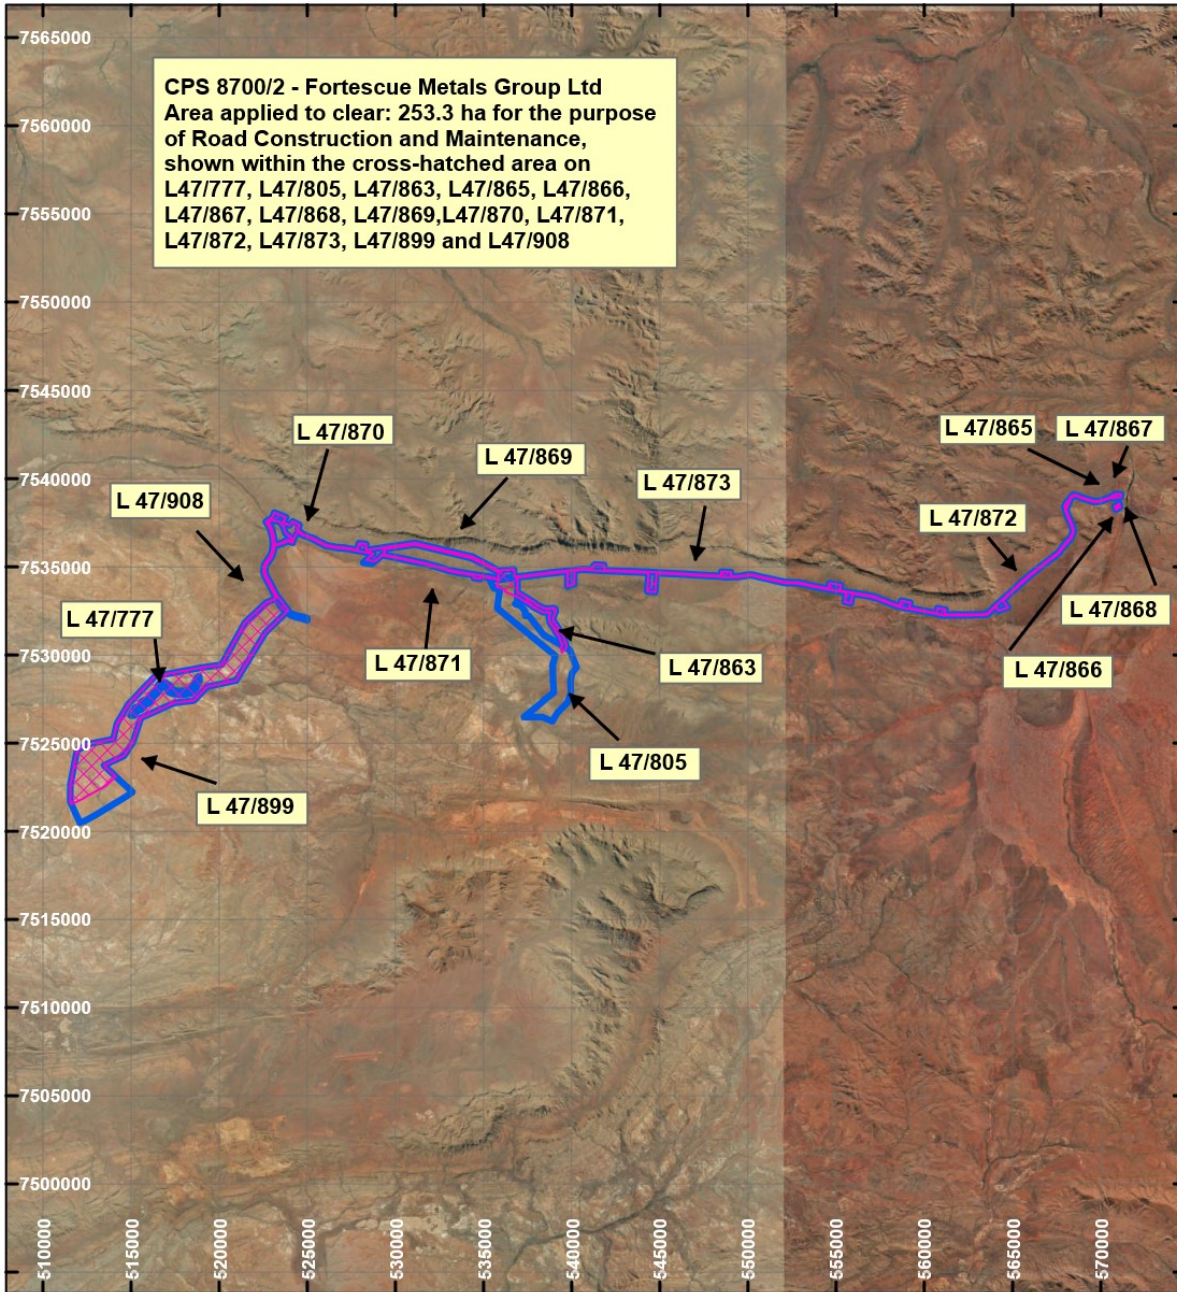 7565000
CPS 8700/2 - Fortescue Metals Group Ltd
Area applied to clear: 253.3 ha for the purpose
of Road Construction and Maintenance,
shown within the cross-hatched area on
L47/777, L47/805, L47/863, L47/865, L47/866,
L47/867, L47/868, L47/869,L47/870, L47/871,
L47/872, L47/873, L47/899 and L47/908
7560000
7555000
7550000
7545000
7540000
7535000
7530000
7525000
7520000
7515000
7510000
7505000
7500000
L 47/870
L 47/869
L 47/873
L 47/865
L 47/867
L 47/908
L 47/872
L 47/777
L 47/868
L 47/871
L 47/863
L 47/866
L 47/805
L 47/899
510000
515000
520000
525000
530000
535000
540000
545000
550000
555000
560000
565000
570000